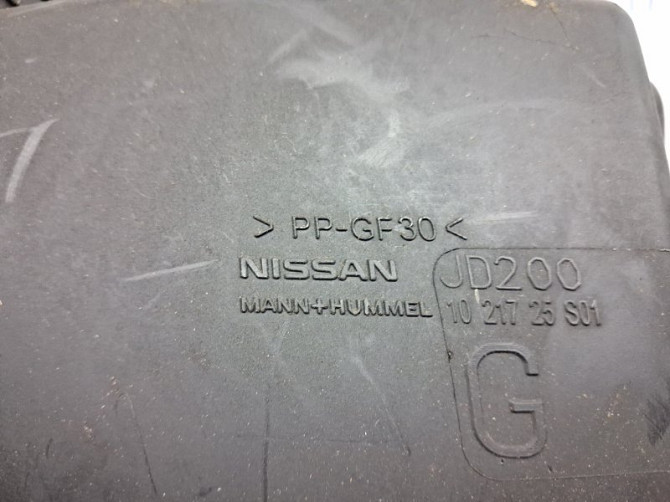 > PP-GF30 <
NISSAN JD200
MANN+HUMMEL 10 217 25 S01
G